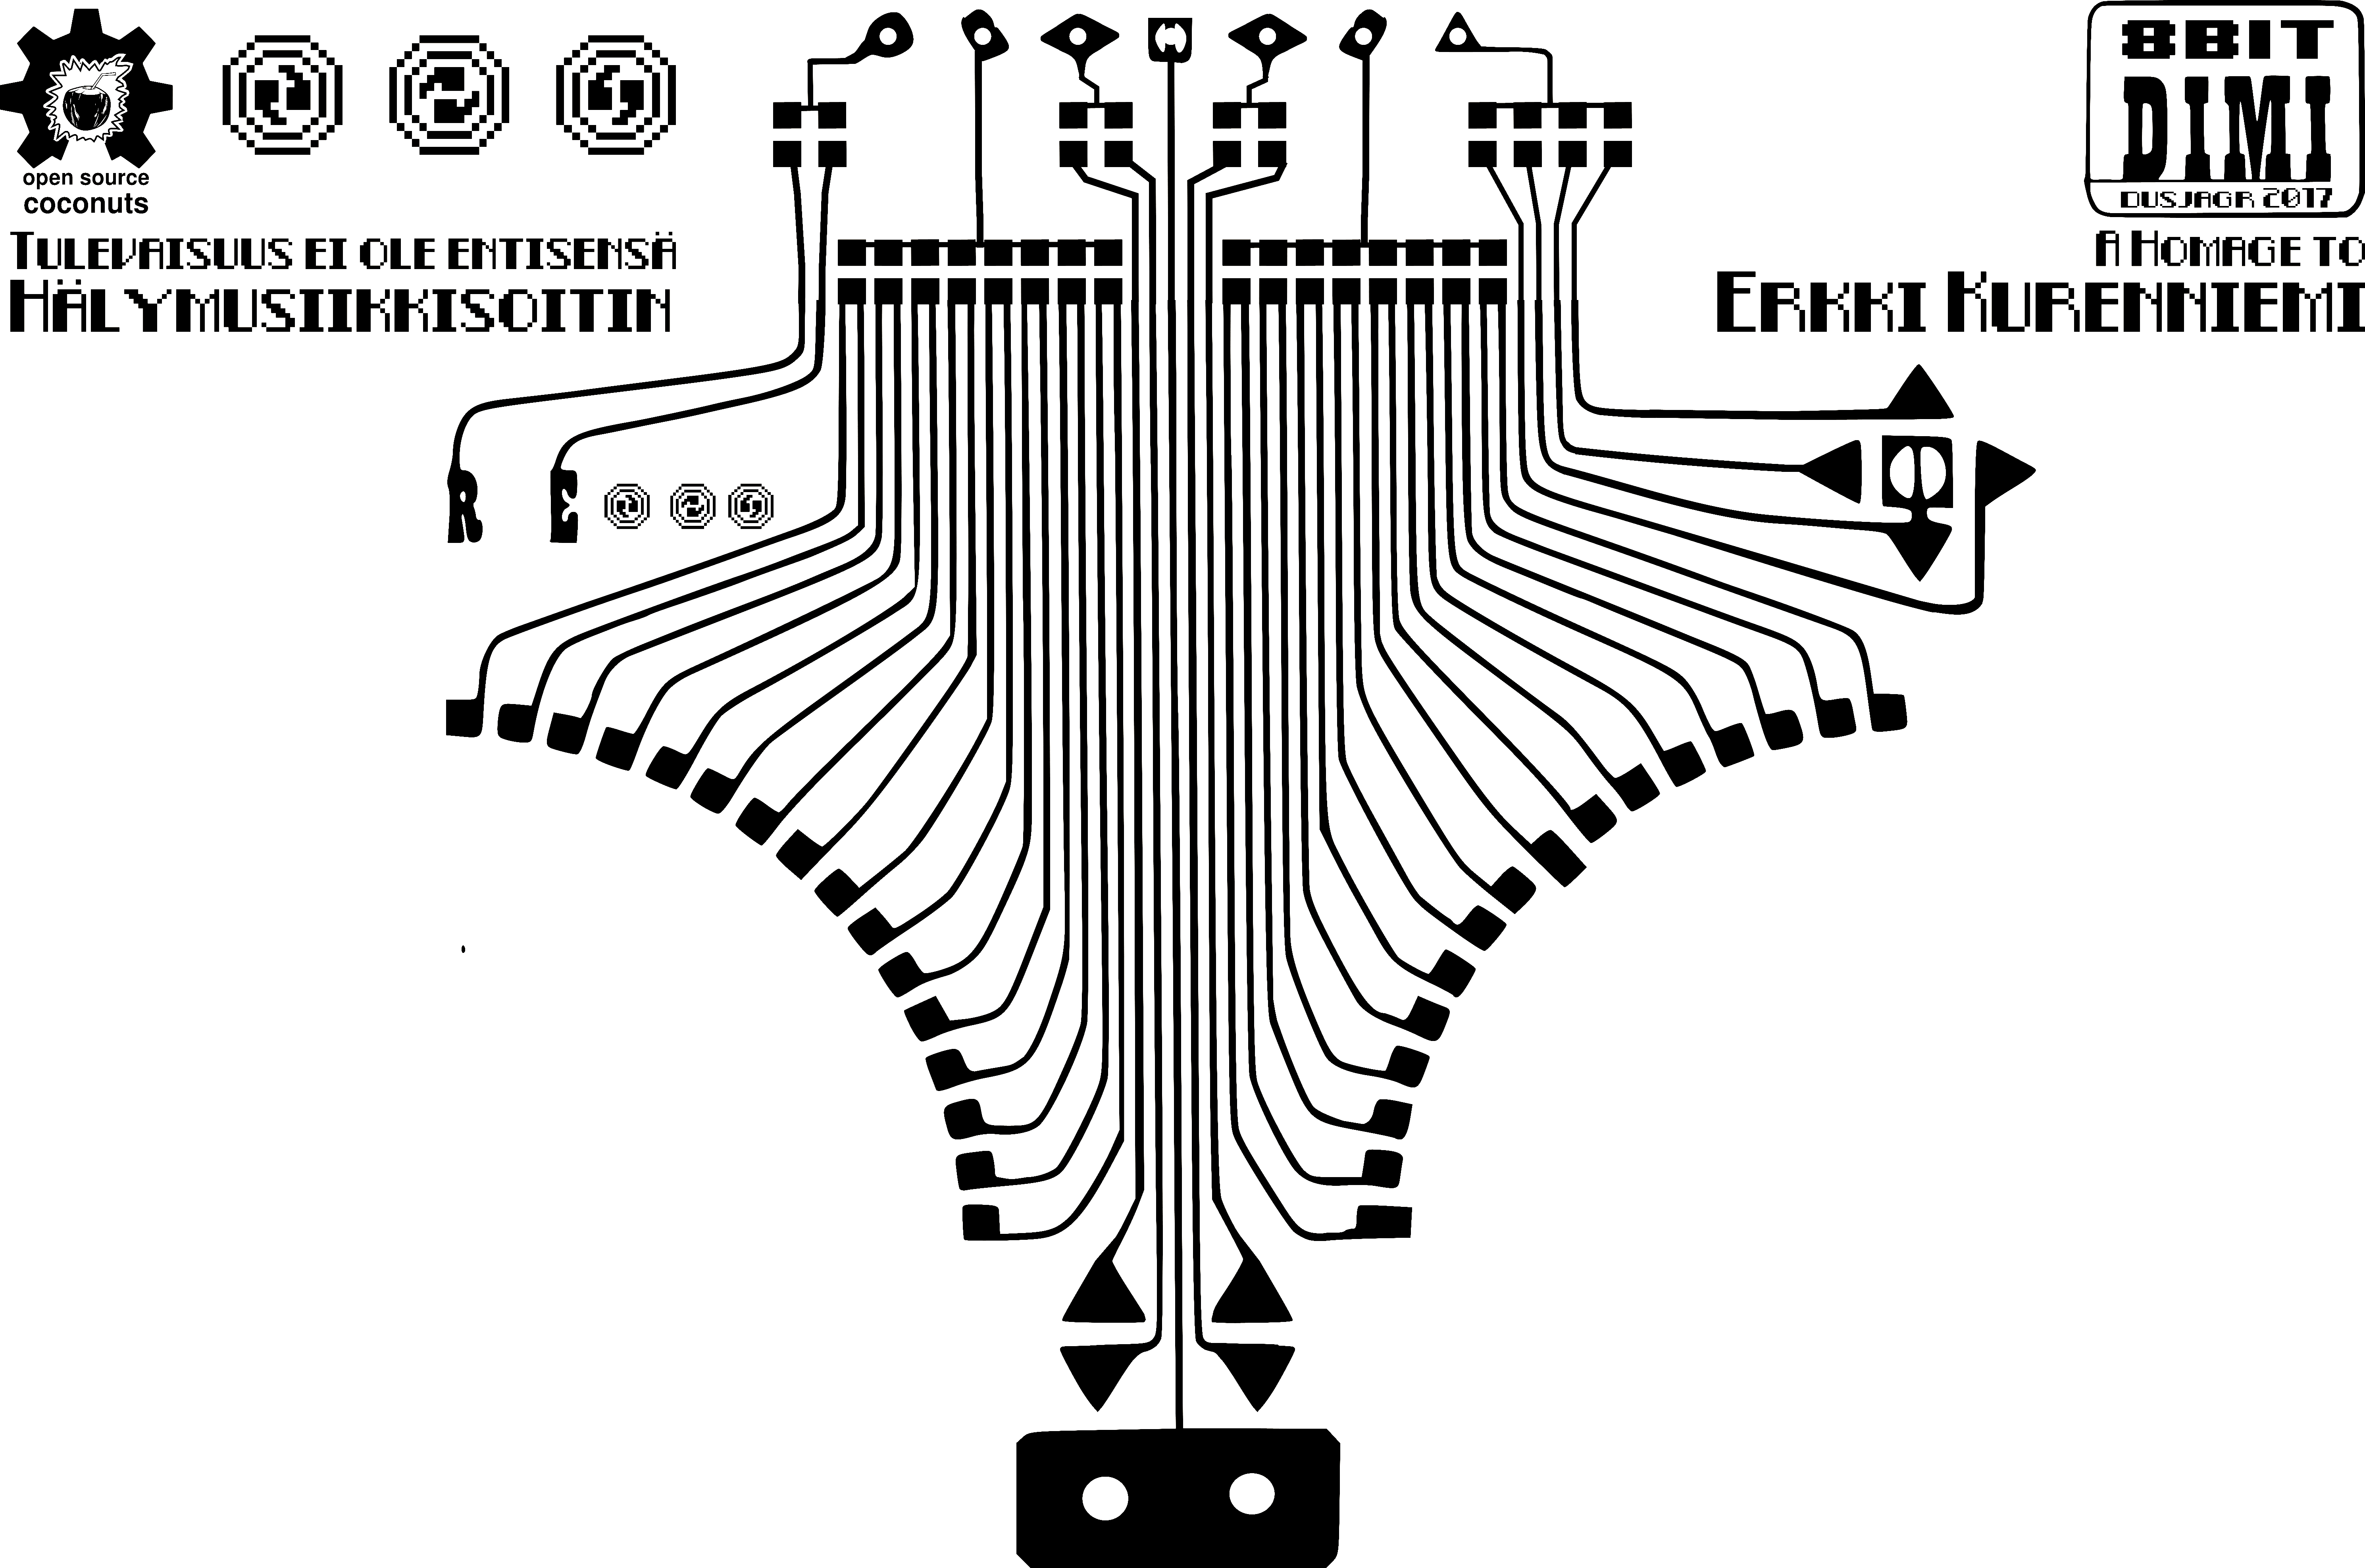 open source
coconuts
TULEVAISUUS EI OLE ENTISENSÄ
HÄLYMUSIIKKISOITIN
8BIT
DIMI
DUSJAGR 2017
A HOMAGE TO
ERKKI KURENNIEMI
R E